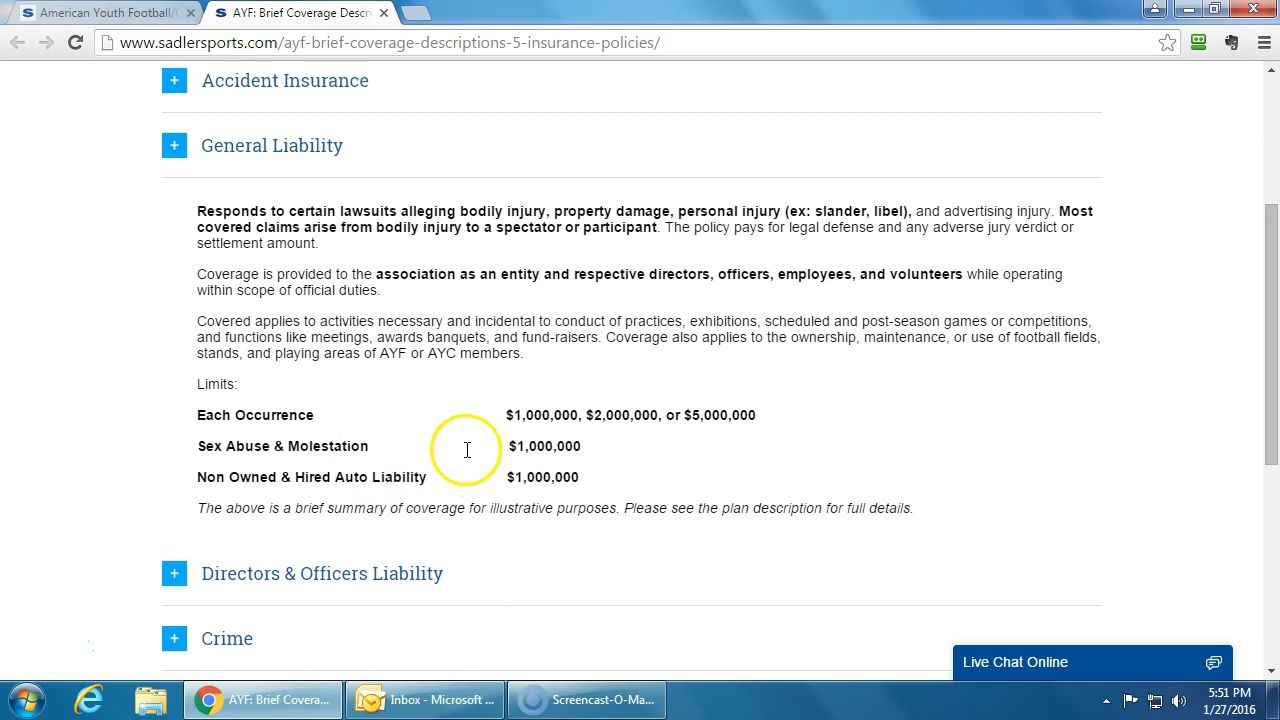 American Youth Football/C
AYF: Brief Coverage Descri
www.sadlersports.com/ayf-brief-coverage-descriptions-5-insurance-policies/
+ Accident Insurance
+ General Liability
Responds to certain lawsuits alleging bodily injury, property damage, personal injury (ex: slander, libel), and advertising injury. Most
covered claims arise from bodily injury to a spectator or participant. The policy pays for legal defense and any adverse jury verdict or
settlement amount.
Coverage is provided to the association as an entity and respective directors, officers, employees, and volunteers while operating
within scope of official duties.
Covered applies to activities necessary and incidental to conduct of practices, exhibitions, scheduled and post-season games or competitions,
and functions like meetings, awards banquets, and fund-raisers. Coverage also applies to the ownership, maintenance, or use of football fields,
stands, and playing areas of AYF or AYC members.
Limits:
Each Occurrence $1,000,000, $2,000,000, or $5,000,000
Sex Abuse & Molestation $1,000,000
Non Owned & Hired Auto Liability $1,000,000
The above is a brief summary of coverage for illustrative purposes. Please see the plan description for full details.
+ Directors & Officers Liability
+ Crime
Live Chat Online
AYF: Brief Covera...
Inbox - Microsoft ...
Screencast-O-Ma...
5:51 PM
1/27/2016